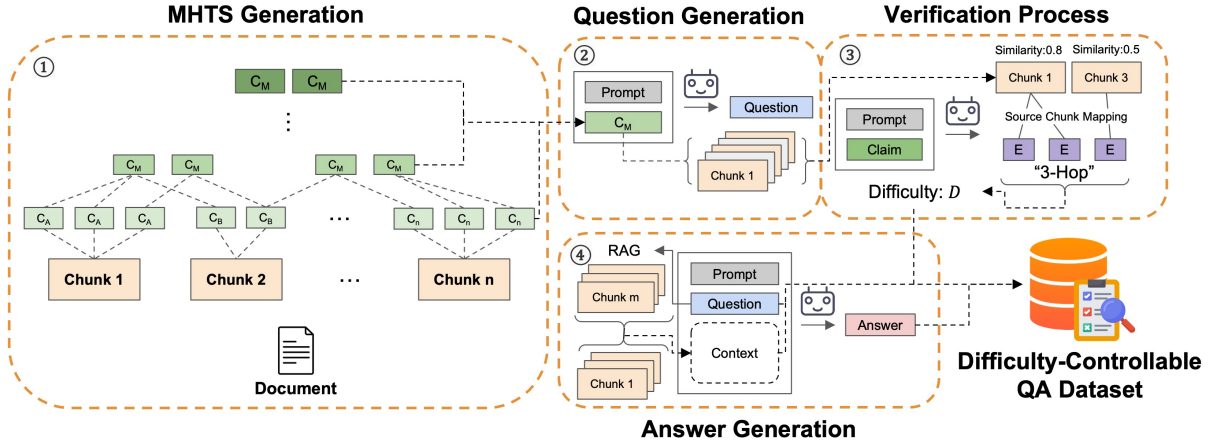 MHTS Generation
①
C_M C_M
⋮
C_M C_M C_M C_M
C_A C_A C_A C_B C_B ... C_n C_n C_n
Chunk 1 Chunk 2 ... Chunk n
Document
Question Generation
②
Prompt
C_M
Question
Chunk 1
Verification Process
③
Similarity:0.8 Similarity:0.5
Chunk 1 Chunk 3
Prompt
Claim
Source Chunk Mapping
E E E
“3-Hop”
Difficulty: D
④
RAG
Chunk m
Chunk 1
Prompt
Question
Context
Answer
Answer Generation
Difficulty-Controllable
QA Dataset